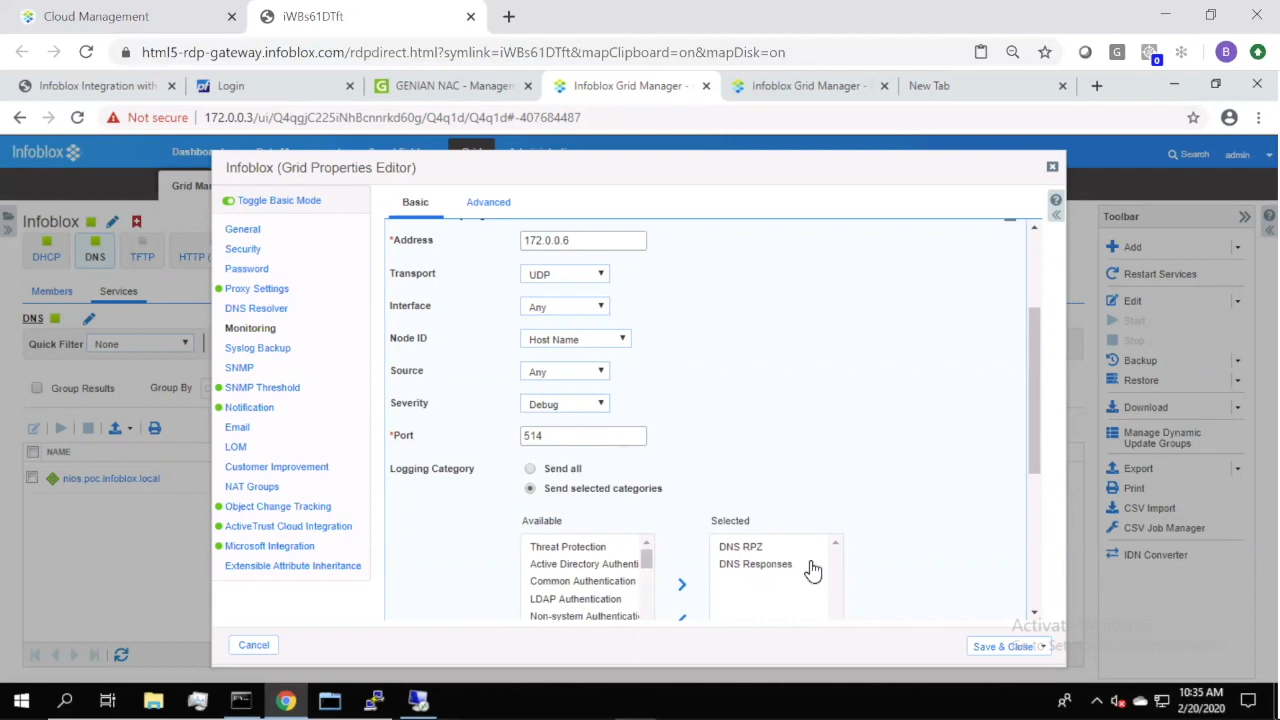 Cloud Management
iWBs61DTft
html5-rdp-gateway.infoblox.com/rdpdirect.html?symlink=iWBs61DTft&mapClipboard=on&mapDisk=on
G
0
B
Infoblox Integration with
Login
GENIAN NAC - Managem
Infoblox Grid Manager -
Infoblox Grid Manager -
New Tab
Not secure
172.0.0.3/ui/Q4qgjC225iNhBcnnrkd60g/Q4q1d/Q4q1d#-407684487
Infoblox
Dashboa
Search
admin
Grid Ma
Infoblox (Grid Properties Editor)
Toggle Basic Mode
Basic
Advanced
Toolbar
Infoblox
General
Security
Password
Proxy Settings
DNS Resolver
Monitoring
Syslog Backup
SNMP
SNMP Threshold
Notification
Email
LOM
Customer Improvement
NAT Groups
Object Change Tracking
ActiveTrust Cloud Integration
Microsoft Integration
Extensible Attribute Inheritance
DHCP
DNS
TFTP
HTTP (
Members
Services
DNS
Quick Filter
None
Group Results
Group By
NAME
nios.poc.infoblox.local
*Address
172.0.0.6
Transport
UDP
Interface
Any
Node ID
Host Name
Source
Any
Severity
Debug
*Port
514
Logging Category
Send all
Send selected categories
Available
Selected
Threat Protection
Active Directory Authenti
Common Authentication
LDAP Authentication
Non-system Authenticati
DNS RPZ
DNS Responses
Cancel
Save & Close
Add
Restart Services
Edit
Start
Stop
Backup
Restore
Download
Manage Dynamic
Update Groups
Export
Print
CSV Import
CSV Job Manager
IDN Converter
Activat
10:35 AM
2/20/2020